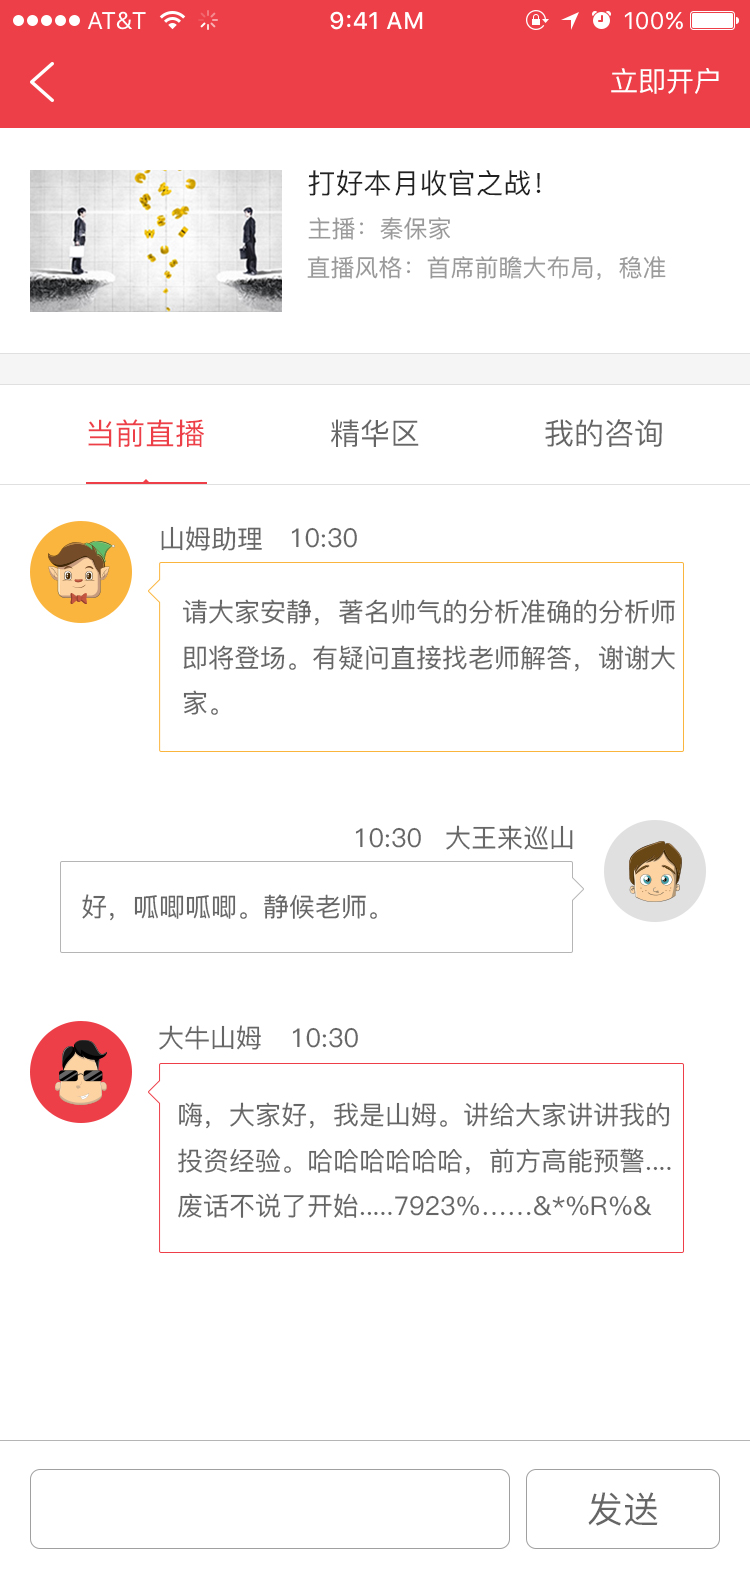 AT&T 9:41 AM 100%
立即开户
打好本月收官之战！
主播：秦保家
直播风格：首席前瞻大布局，稳准
当前直播 精华区 我的咨询
山姆助理 10:30
请大家安静，著名帅气的分析准确的分析师
即将登场。有疑问直接找老师解答，谢谢大
家。
10:30 大王来巡山
好，呱唧呱唧。静候老师。
大牛山姆 10:30
嗨，大家好，我是山姆。讲给大家讲讲我的
投资经验。哈哈哈哈哈哈，前方高能预警....
废话不说了开始.....7923%……&*%R%&
发送